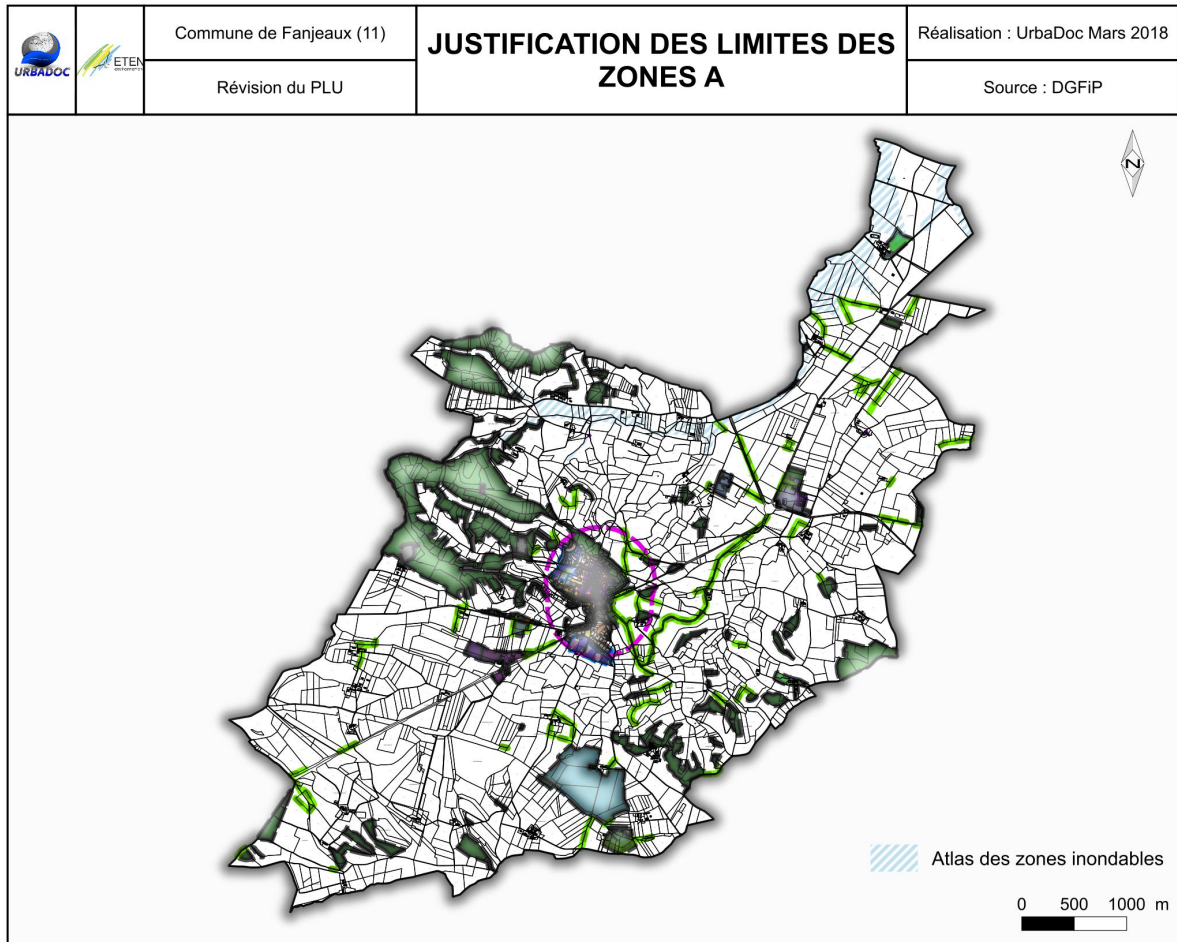 URBADOC
ETEN
Commune de Fanjeaux (11)
Révision du PLU
JUSTIFICATION DES LIMITES DES
ZONES A
Réalisation : UrbaDoc Mars 2018
Source : DGFiP
N
Atlas des zones inondables
0 500 1000 m